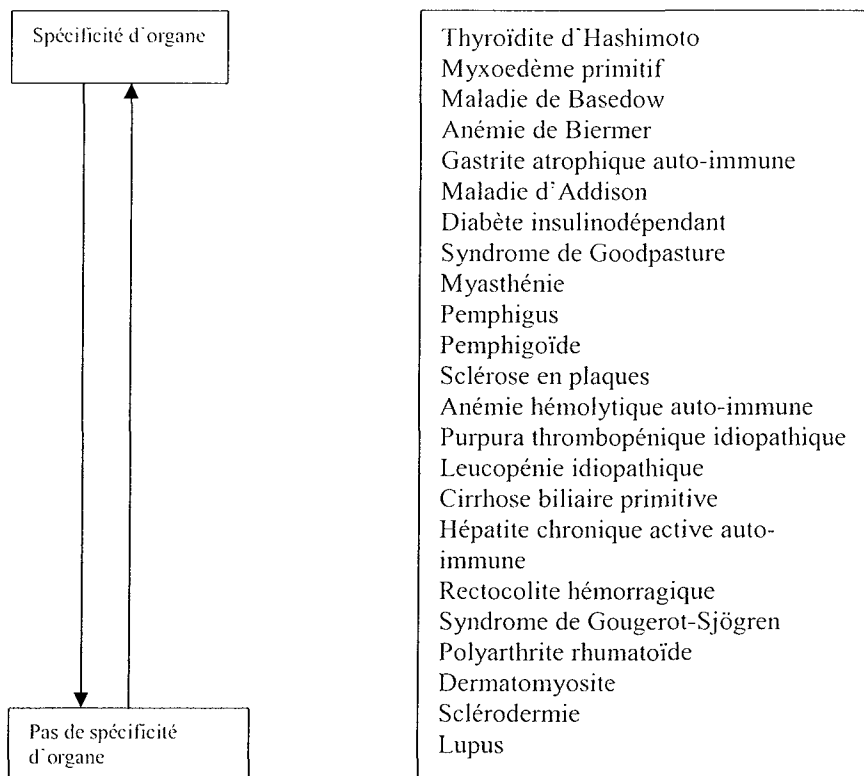 Spécificité d'organe
Thyroïdite d'Hashimoto
Myxoedème primitif
Maladie de Basedow
Anémie de Biermer
Gastrite atrophique auto-immune
Maladie d'Addison
Diabète insulinodépendant
Syndrome de Goodpasture
Myasthénie
Pemphigus
Pemphigoïde
Sclérose en plaques
Anémie hémolytique auto-immune
Purpura thrombopénique idiopathique
Leucopénie idiopathique
Cirrhose biliaire primitive
Hépatite chronique active auto-
immune
Rectocolite hémorragique
Syndrome de Gougerot-Sjögren
Polyarthrite rhumatoïde
Dermatomyosite
Sclérodermie
Lupus
Pas de spécificité
d'organe